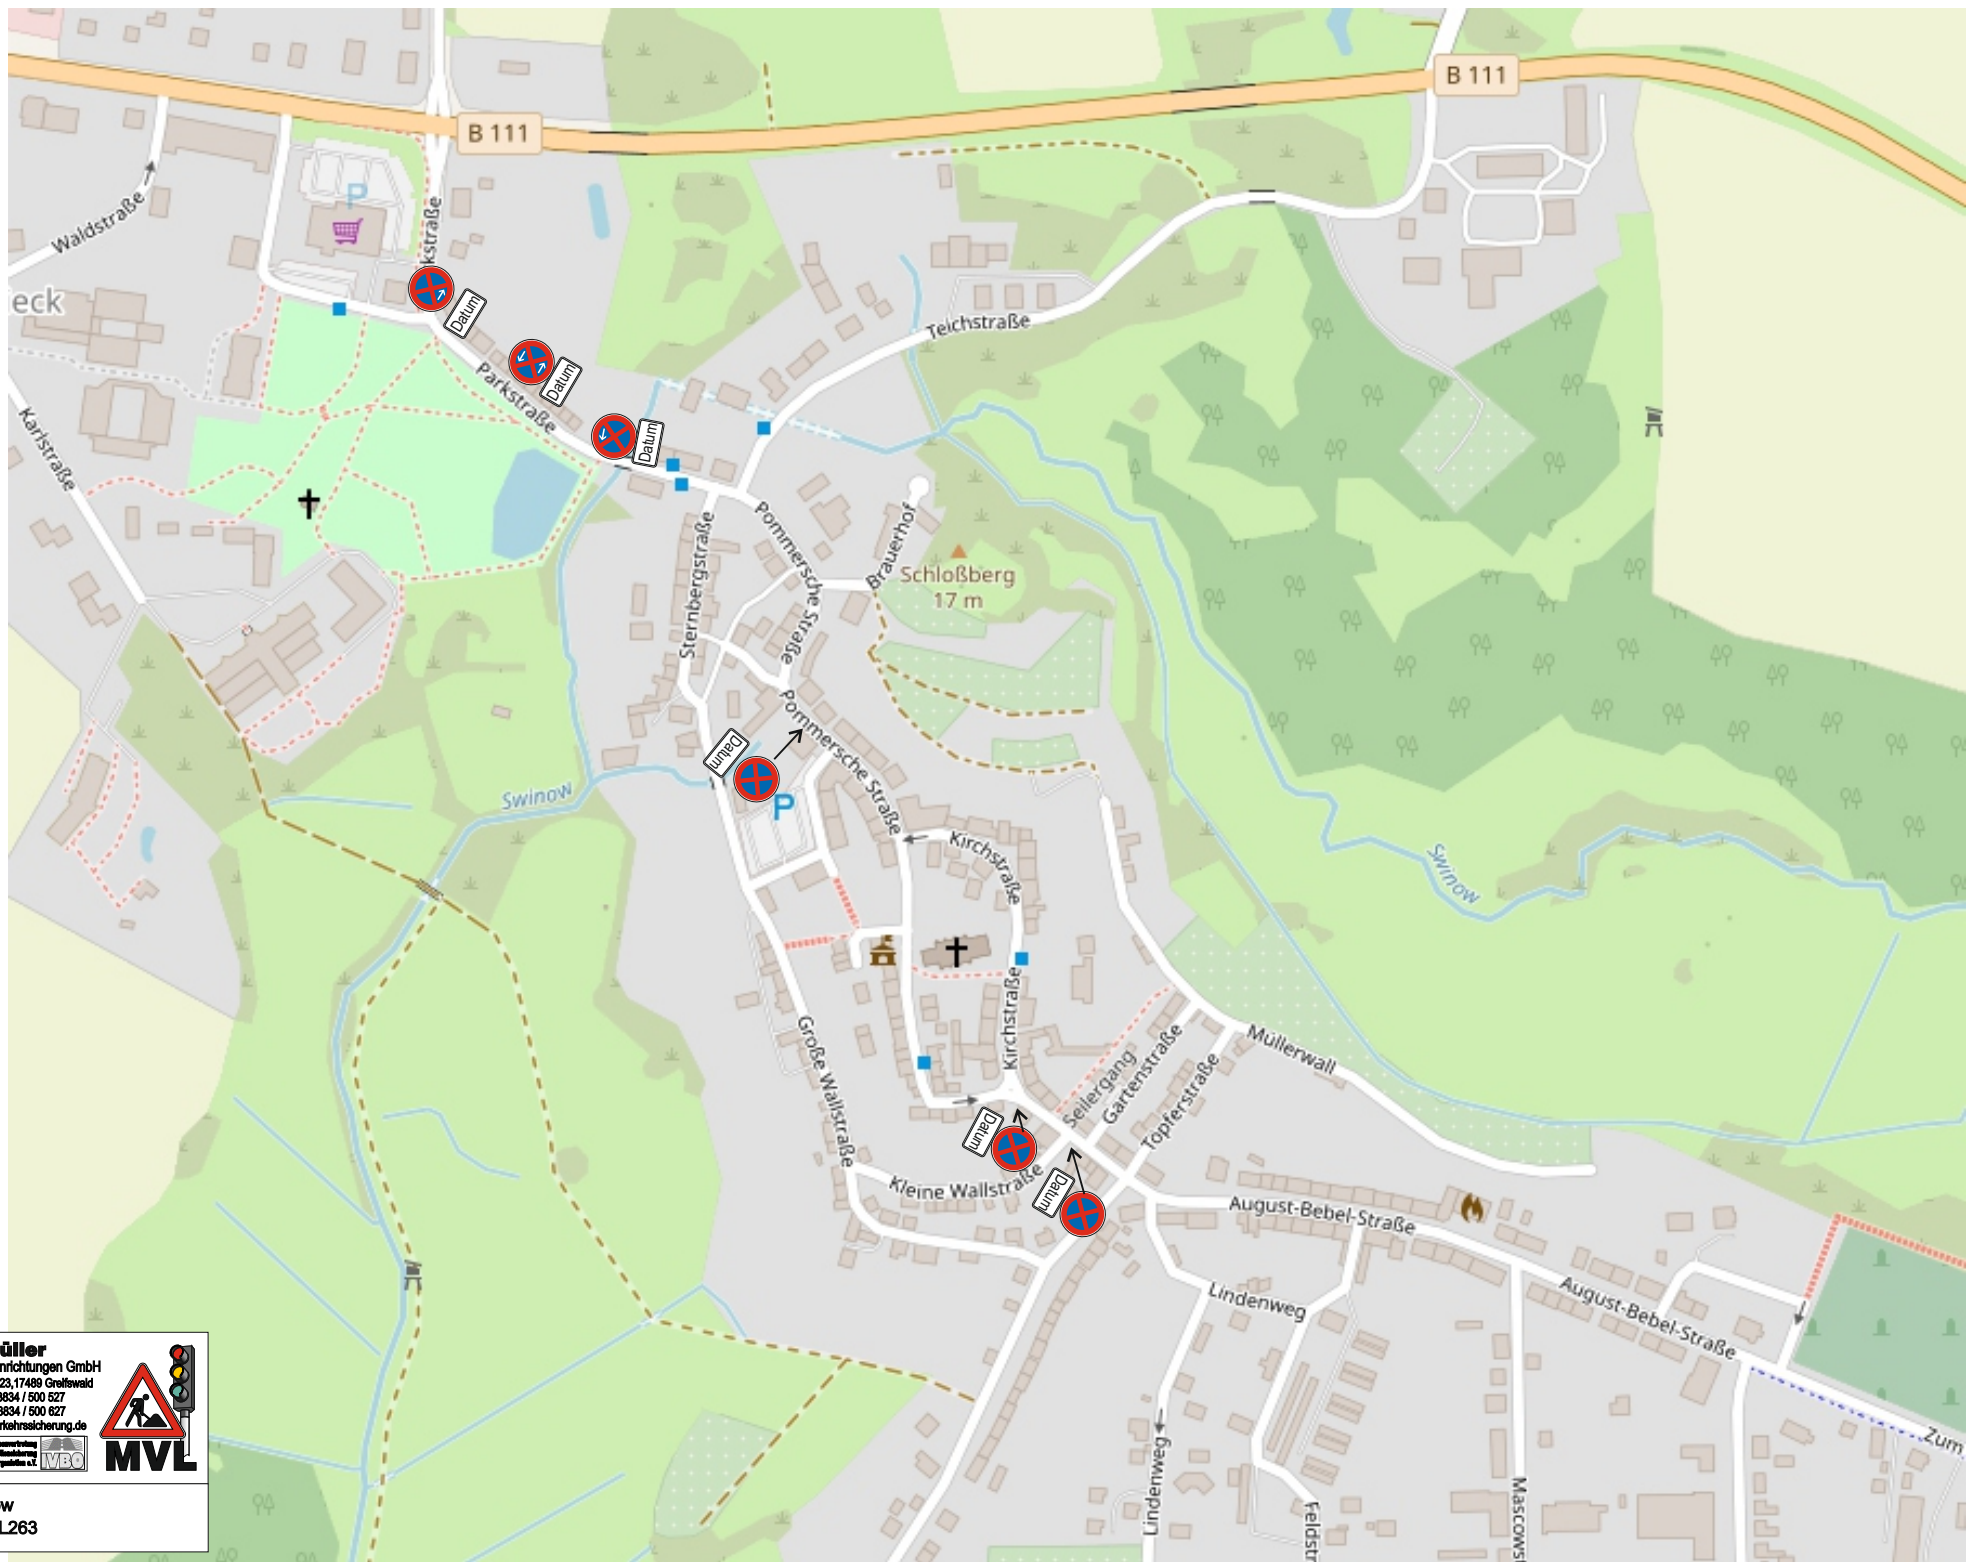 B 111
B 111
Waldstraße
kstraße
P
eck
Datum
Teichstraße
Datum
Parkstraße
Datum
Karlstraße
Pommersche Straße
Brauerhof
Sternbergstraße
Schloßberg
17 m
Pommersche Straße
Datum
P
Swinow
Kirchstraße
Swinow
Große Wallstraße
Kirchstraße
Müllerwall
Seilergang
Gartenstraße
Töpferstraße
Datum
Kleine Wallstraße
Datum
August-Bebel-Straße
Lindenweg
August-Bebel-Straße
Lindenweg
Feldstr
Mascows
Zum
üller
nrichtungen GmbH
23,17489 Greifswald
3834 / 500 527
3834 / 500 627
rkehrssicherung.de
IVBO
MVL
ow
L263